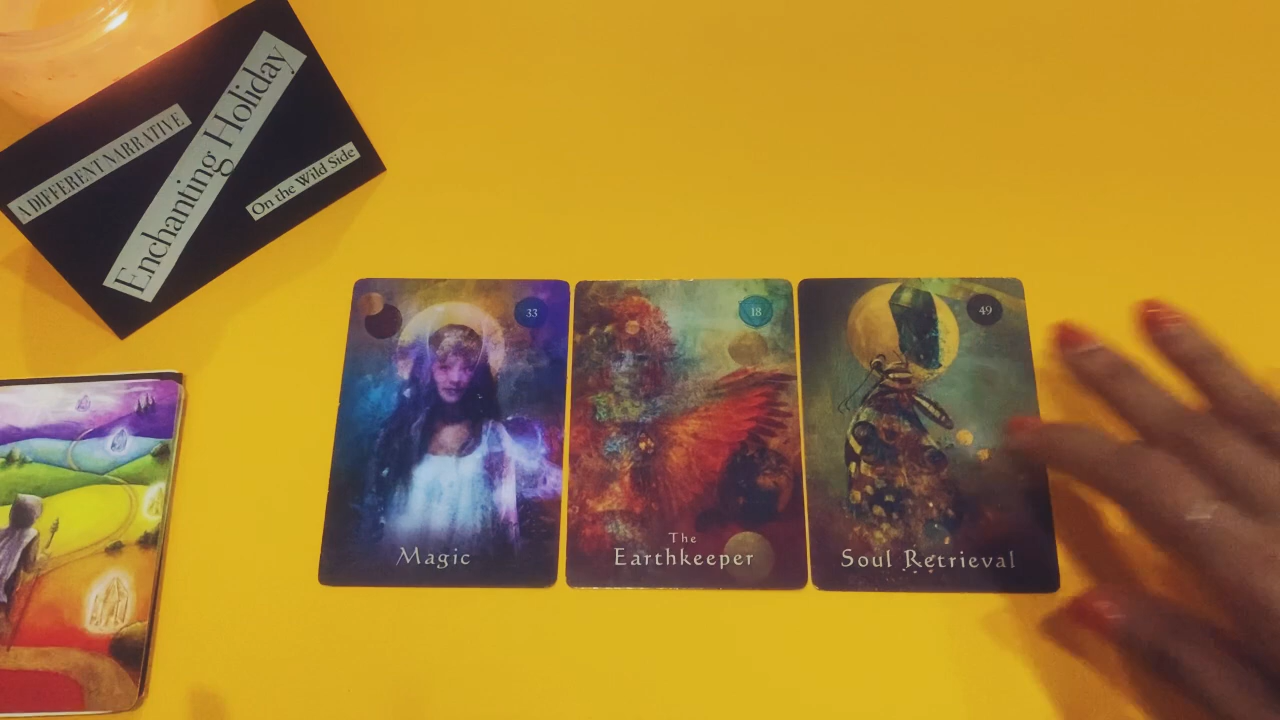 A DIFFERENT NARRATIVE
Enchanting Holiday
On the Wild Side
33
Magic
18
The
Earthkeeper
49
Soul Retrieval